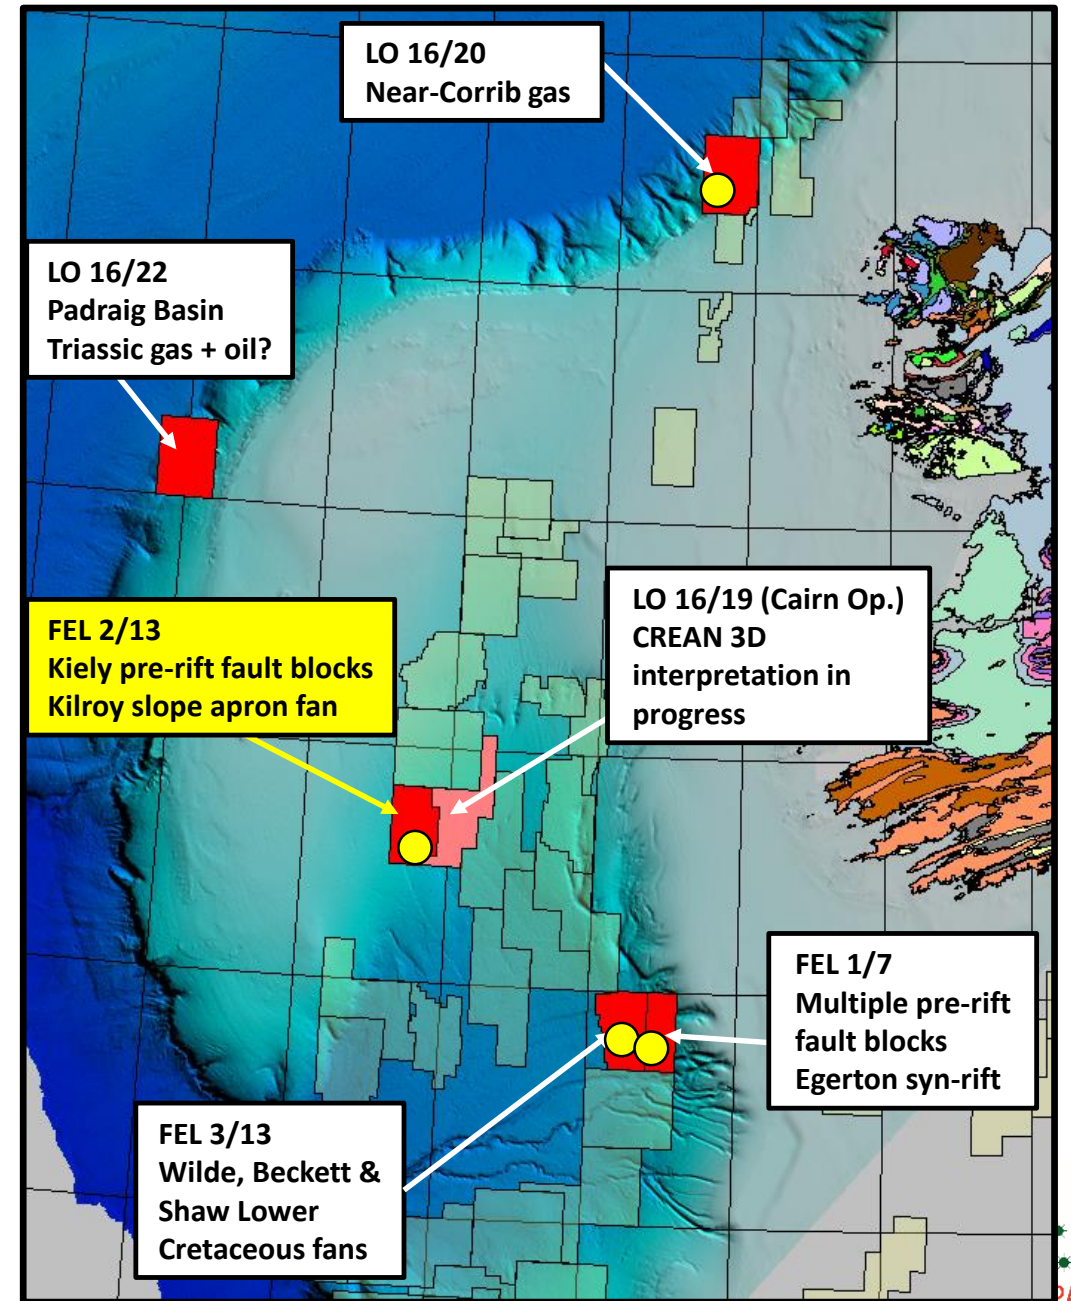 LO 16/20
Near-Corrib gas
LO 16/22
Padraig Basin
Triassic gas + oil?
FEL 2/13
Kiely pre-rift fault blocks
Kilroy slope apron fan
LO 16/19 (Cairn Op.)
CREAN 3D
interpretation in
progress
FEL 1/7
Multiple pre-rift
fault blocks
Egerton syn-rift
FEL 3/13
Wilde, Beckett &
Shaw Lower
Cretaceous fans